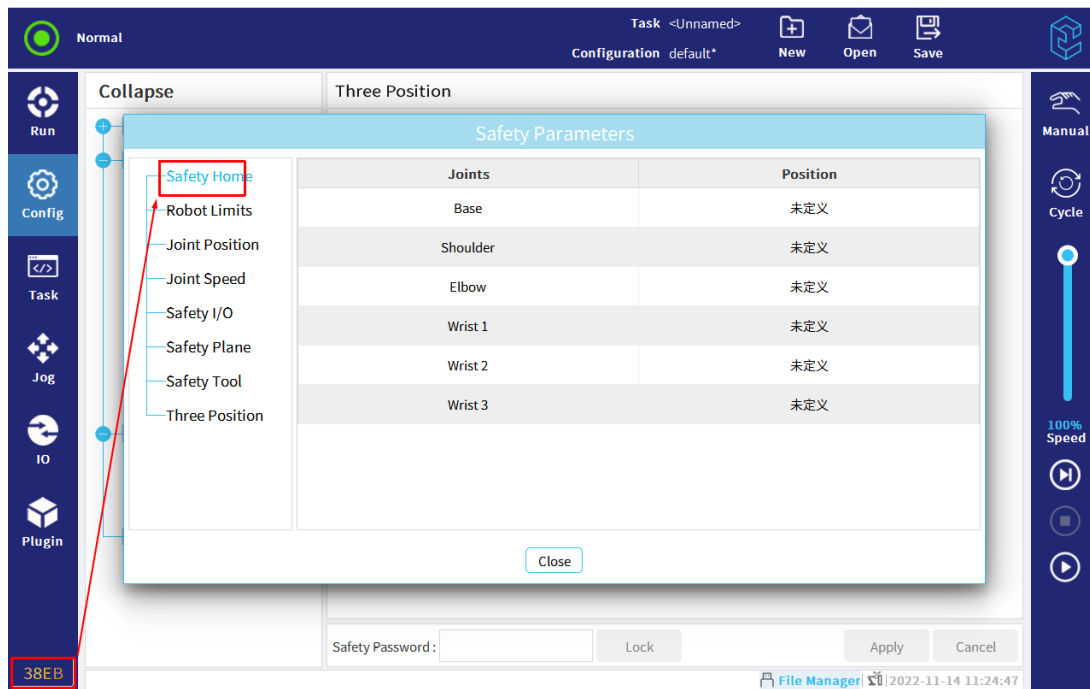 Normal
Task <Unnamed>
Configuration default*
New
Open
Save
Run
Config
Task
Jog
IO
Plugin
38EB
Collapse
Three Position
Safety Parameters
Safety Home
Robot Limits
Joint Position
Joint Speed
Safety I/O
Safety Plane
Safety Tool
Three Position
Joints Position
Base 未定义
Shoulder 未定义
Elbow 未定义
Wrist 1 未定义
Wrist 2 未定义
Wrist 3 未定义
Close
Safety Password :
Lock
Apply
Cancel
Manual
Cycle
100%
Speed
File Manager
2022-11-14 11:24:47